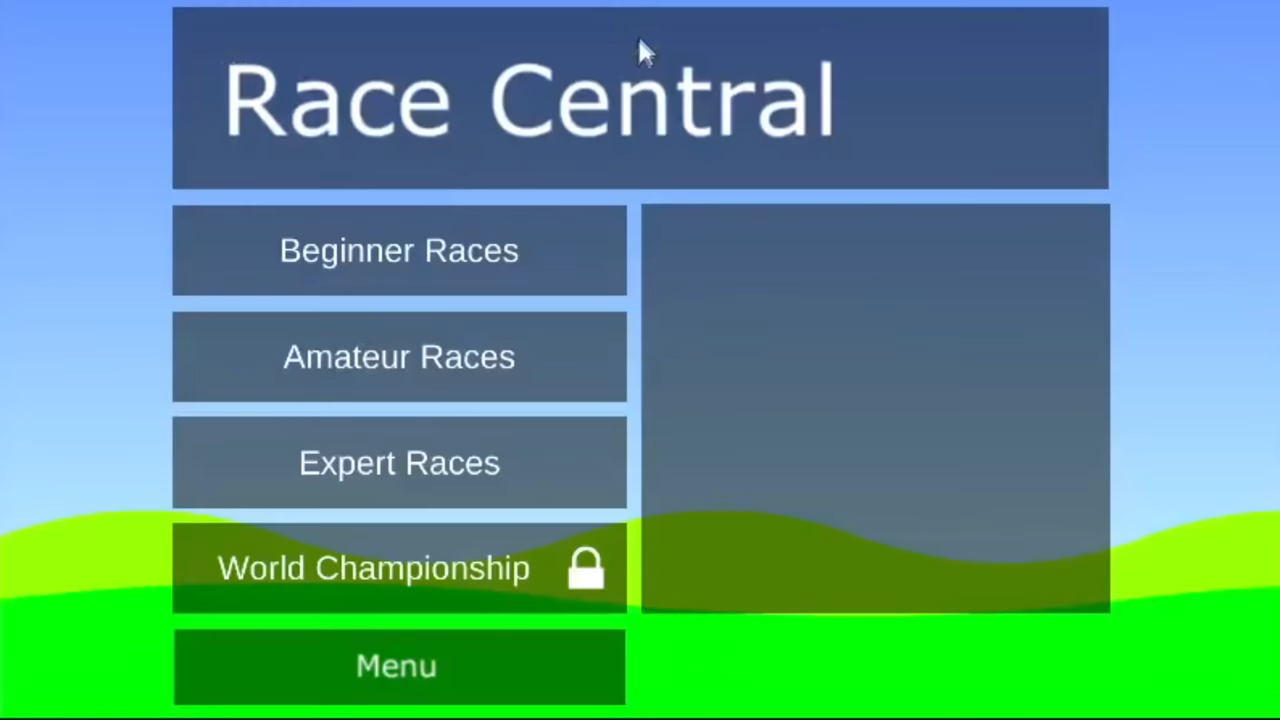 Race Central
Beginner Races
Amateur Races
Expert Races
World Championship
Menu